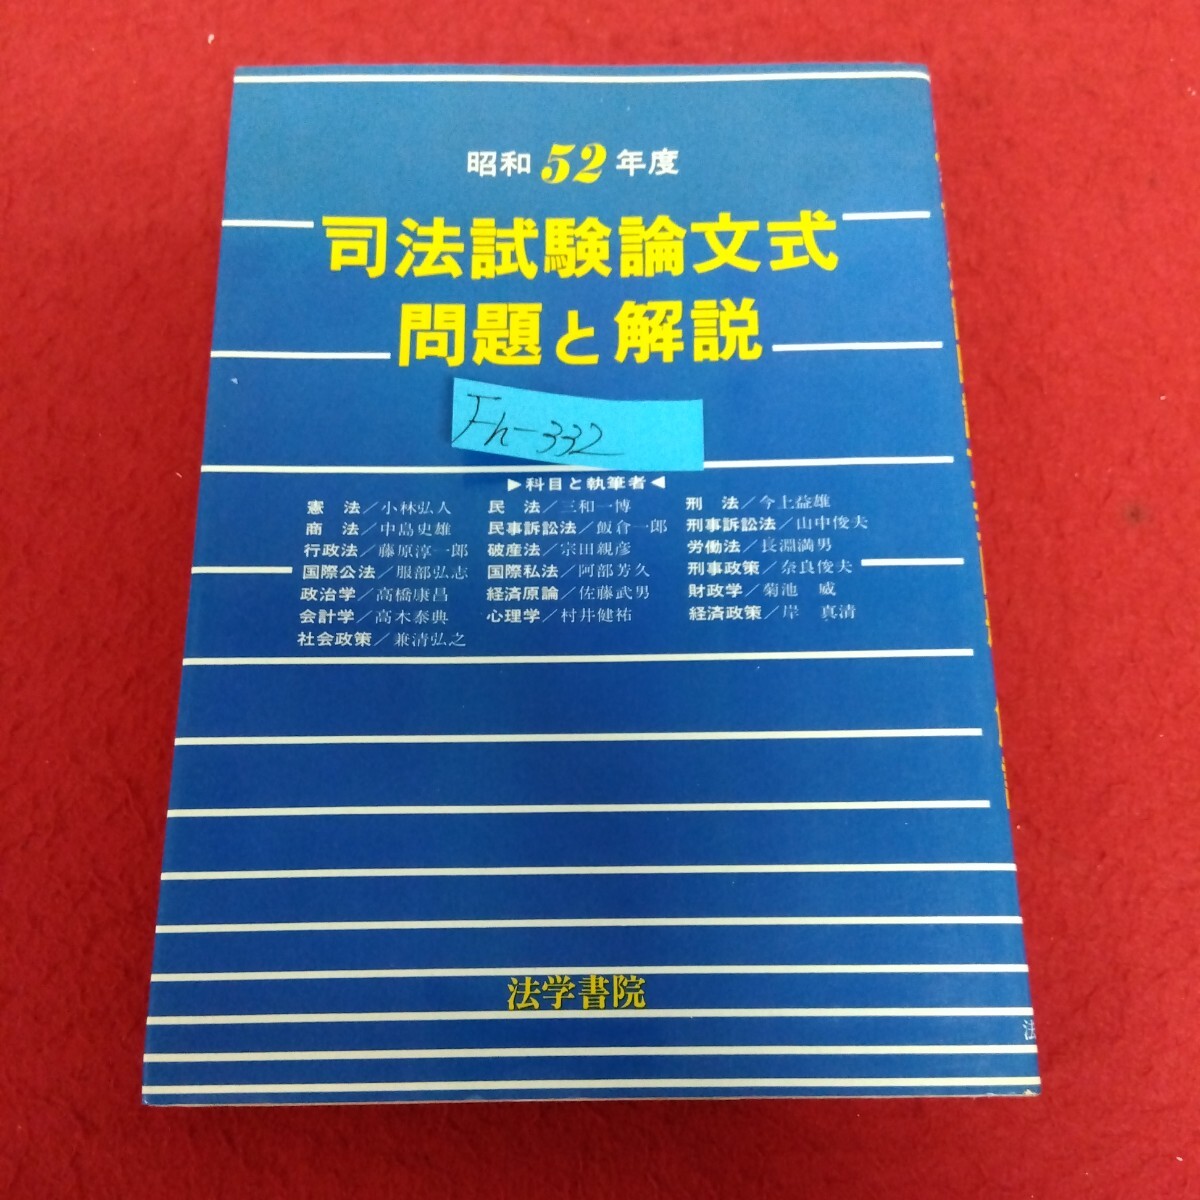 昭和52年度
司法試験論文式
問題と解説
Fh-332
▶科目と執筆者◀
憲 法/小林弘人 民 法/三和一博 刑 法/今上益雄
商 法/中島史雄 民事訴訟法/飯倉一郎 刑事訴訟法/山中俊夫
行政法/藤原淳一郎 破産法/宗田親彦 労働法/長淵満男
国際公法/服部弘志 国際私法/阿部芳久 刑事政策/奈良俊夫
政治学/高橋康昌 経済原論/佐藤武男 財政学/菊池 威
会計学/高木泰典 心理学/村井健祐 経済政策/岸 真清
社会政策/兼清弘之
法学書院